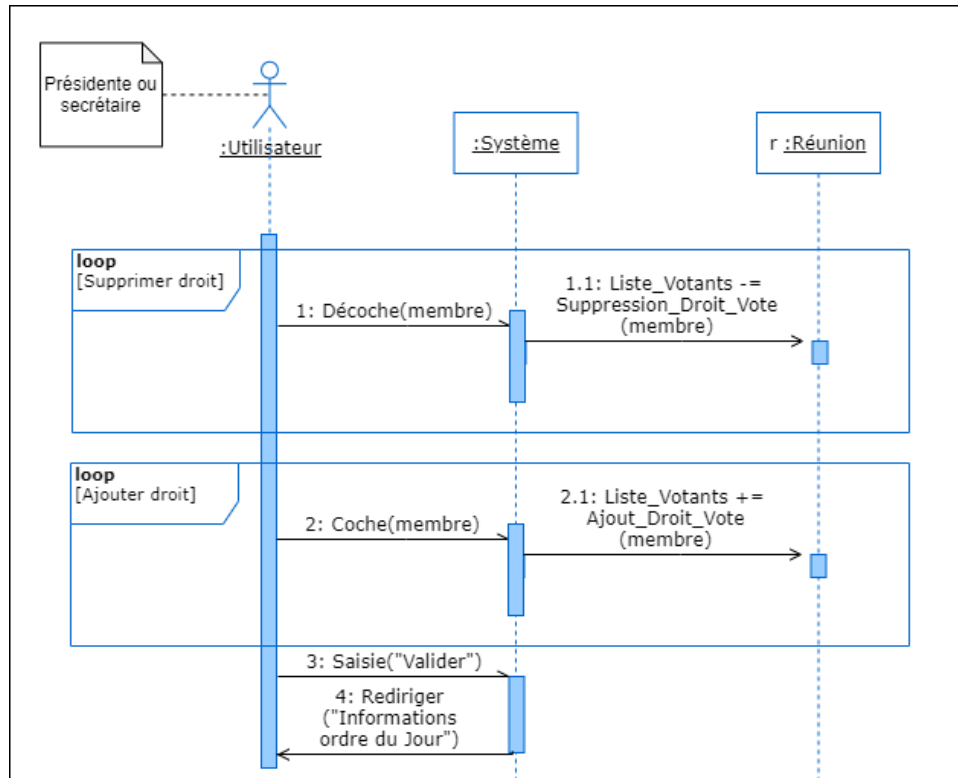 Présidente ou
secrétaire
:Utilisateur
:Système
r :Réunion
loop
[Supprimer droit]
1: Décoche(membre)
1.1: Liste_Votants -=
Suppression_Droit_Vote
(membre)
loop
[Ajouter droit]
2: Coche(membre)
2.1: Liste_Votants +=
Ajout_Droit_Vote
(membre)
3: Saisie("Valider")
4: Rediriger
("Informations
ordre du Jour")